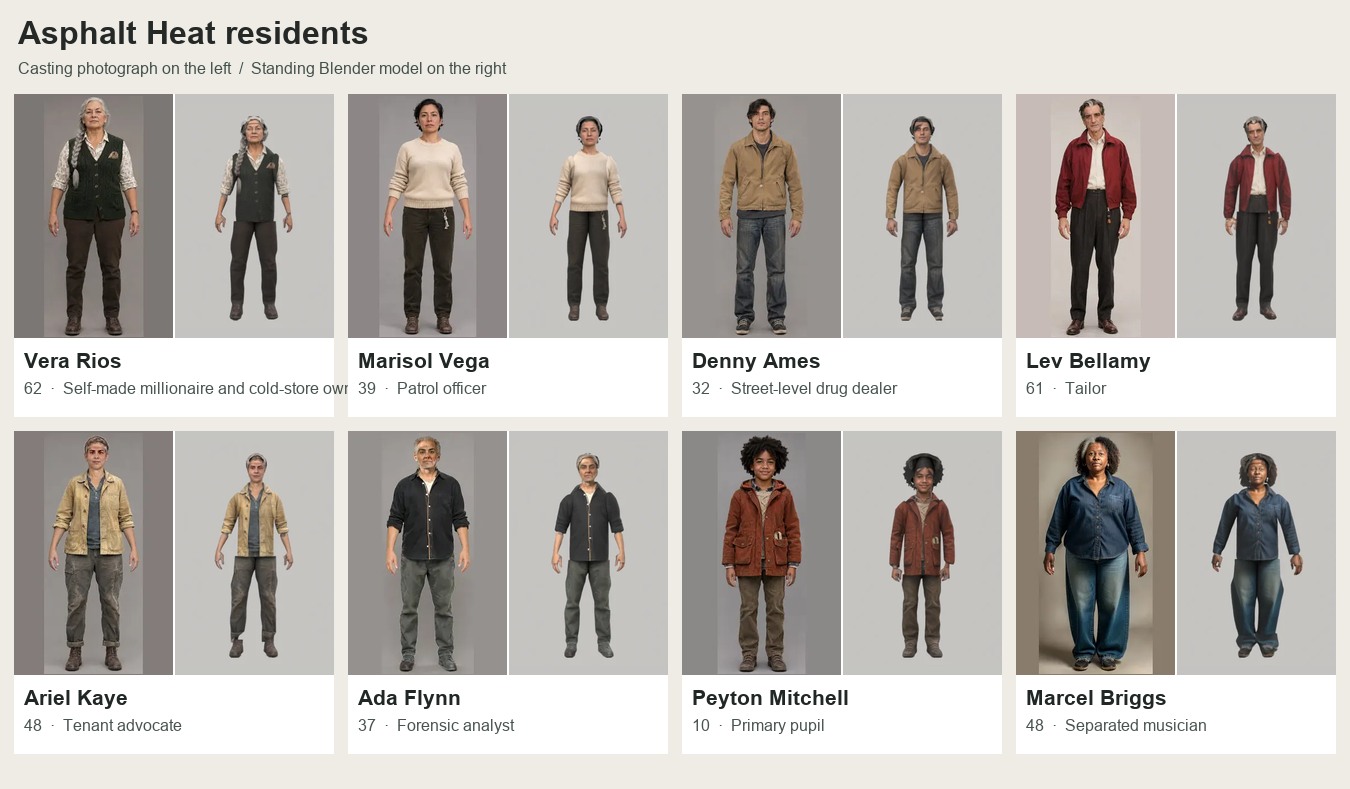 Asphalt Heat residents
Casting photograph on the left / Standing Blender model on the right
Vera Rios
62 · Self-made millionaire and cold-store owr
Marisol Vega
39 · Patrol officer
Denny Ames
32 · Street-level drug dealer
Lev Bellamy
61 · Tailor
Ariel Kaye
48 · Tenant advocate
Ada Flynn
37 · Forensic analyst
Peyton Mitchell
10 · Primary pupil
Marcel Briggs
48 · Separated musician